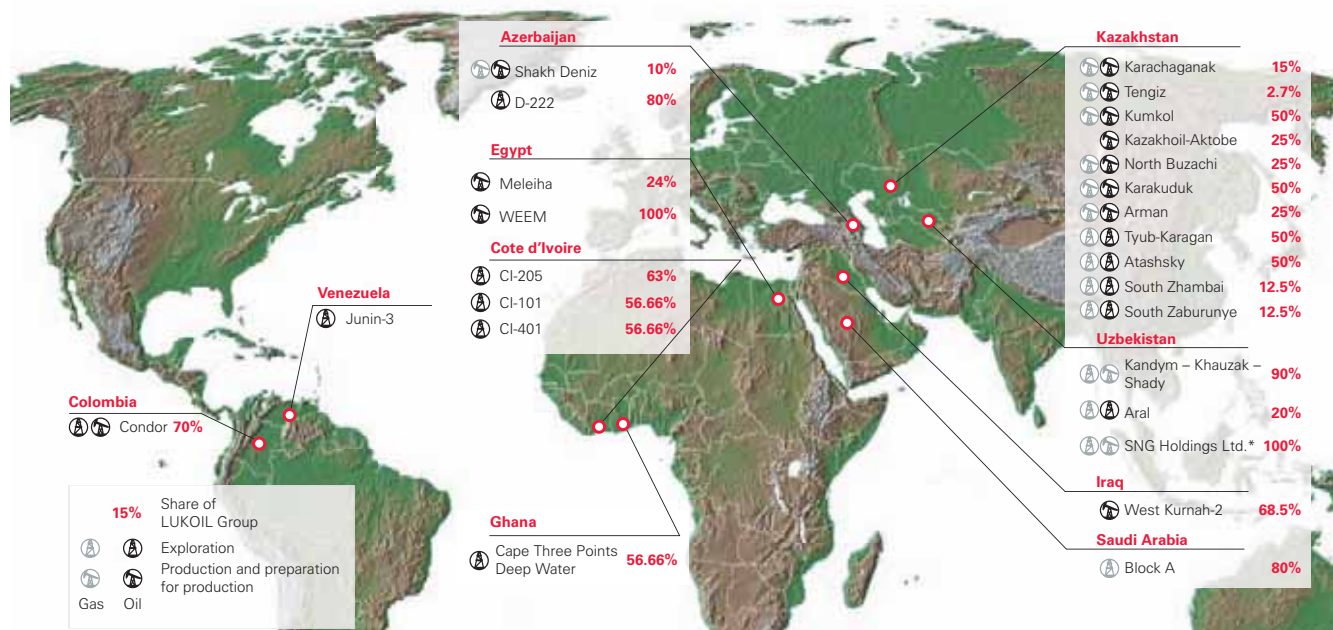 Azerbaijan
Shakh Deniz 10%
D-222 80%
Egypt
Meleiha 24%
WEEM 100%
Cote d’Ivoire
CI-205 63%
CI-101 56.66%
CI-401 56.66%
Venezuela
Junin-3
Colombia
Condor 70%
15% Share of
LUKOIL Group
Exploration
Production and preparation
for production
Gas Oil
Ghana
Cape Three Points
Deep Water 56.66%
Kazakhstan
Karachaganak 15%
Tengiz 2.7%
Kumkol 50%
Kazakhoil-Aktobe 25%
North Buzachi 25%
Karakuduk 50%
Arman 25%
Tyub-Karagan 50%
Atashsky 50%
South Zhambai 12.5%
South Zaburunye 12.5%
Uzbekistan
Kandym – Khauzak –
Shady 90%
Aral 20%
SNG Holdings Ltd.* 100%
Iraq
West Kurnah-2 68.5%
Saudi Arabia
Block A 80%